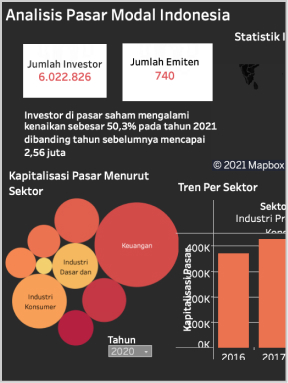 Analisis Pasar Modal Indonesia
Statistik I
Jumlah Investor
6.022.826
Jumlah Emiten
740
Investor di pasar saham mengalami
kenaikan sebesar 50,3% pada tahun 2021
dibanding tahun sebelumnya mencapai
2,56 juta
© 2021 Mapbox
Kapitalisasi Pasar Menurut
Sektor
Keuangan
Industri
Dasar dan
Industri
Konsumer
Tahun
2020
Tren Per Sektor
Sekto
Industri Pr
Kapitalisasi Pasar
400K
0K
2016
2017